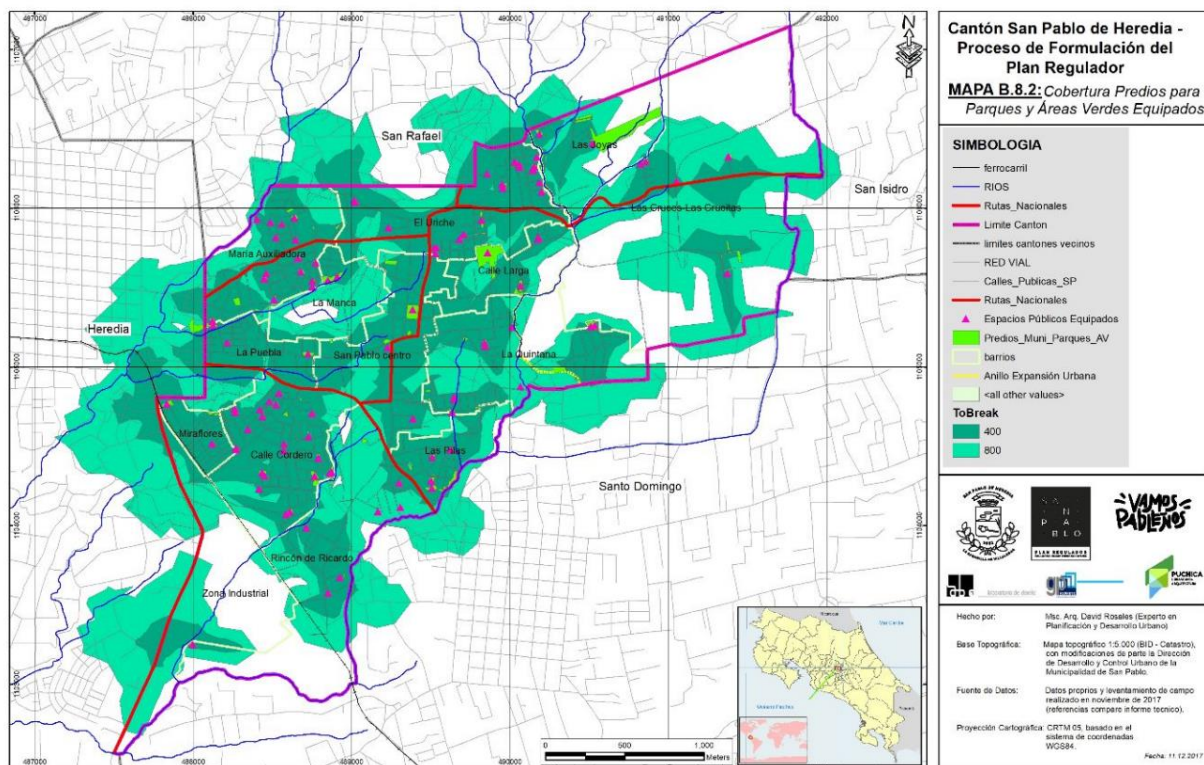 487000
488000
489000
490000
491000
492000
N
San Rafael
Las Joyas
San Isidro
Las Cruces-Las Crucitas
El Uriche
María Auxiliadora
Calle Larga
La Manca
Heredia
La Puebla
San Pablo centro
La Quintana
Miraflores
Calle Cordero
Las Pilas
Santo Domingo
Rincón de Ricardo
Zona Industrial
0 500 1,000
Meters
Cantón San Pablo de Heredia -
Proceso de Formulación del
Plan Regulador
MAPA B.8.2: Cobertura Predios para
Parques y Áreas Verdes Equipados
SIMBOLOGIA
ferrocarril
RIOS
Rutas_Nacionales
Limite Canton
limites cantones vecinos
RED VIAL
Calles_Publicas_SP
Rutas_Nacionales
Espacios Públicos Equipados
Predios_Muni_Parques_AV
barrios
Anillo Expansión Urbana
<all other values>
ToBreak
400
800
SAN PABLO
PLAN REGULADOR
¡VAMOS
PABLEÑOS
PUCHECA
Hecho por: Msc. Arq. David Rosales (Experto en
Planificación y Desarrollo Urbano)
Base Topográfica: Mapa topográfico 1:5.000 (BID - Catastro),
con modificaciones de parte la Dirección
de Desarrollo y Control Urbano de la
Municipalidad de San Pablo.
Fuente de Datos: Datos proprios y levantamiento de campo
realizado en noviembre de 2017
(referencias compare informe tecnico).
Proyección Cartográfica: CRTM 05, basado en el
sistema de coordenadas
WGS84.
Fecha: 11.12.2017